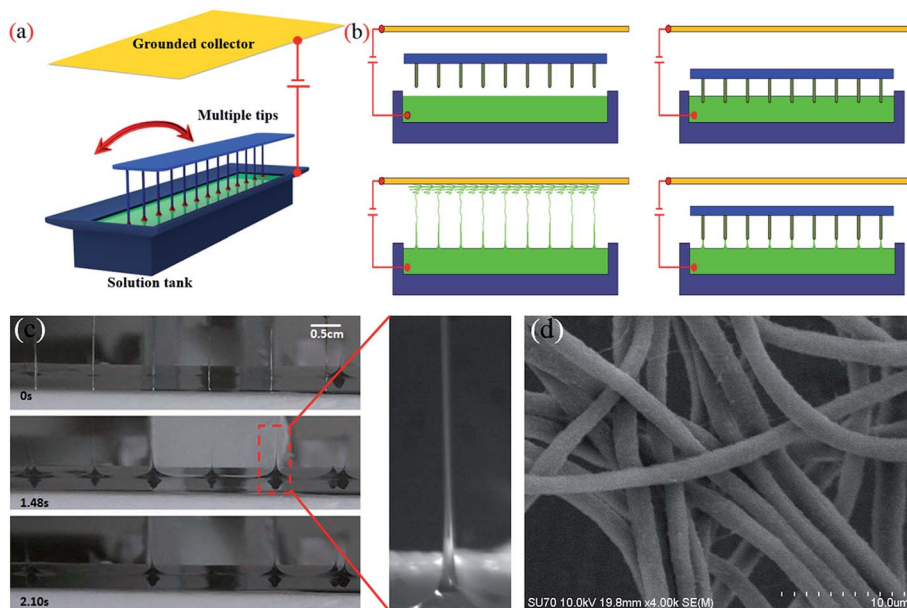 (a)
Grounded collector
Multiple tips
Solution tank
(b)
(c)
0.5cm
0s
1.48s
2.10s
(d)
SU70 10.0kV 19.8mm x4.00k SE(M)
10.0um